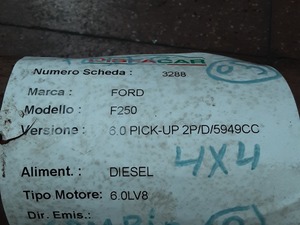 Numero Scheda : 3288
Marca : FORD
Modello : F250
Versione : 6.0 PICK-UP 2P/D/5949CC
4X4
Aliment. : DIESEL
Tipo Motore: 6.0LV8
Dir. Emis.: